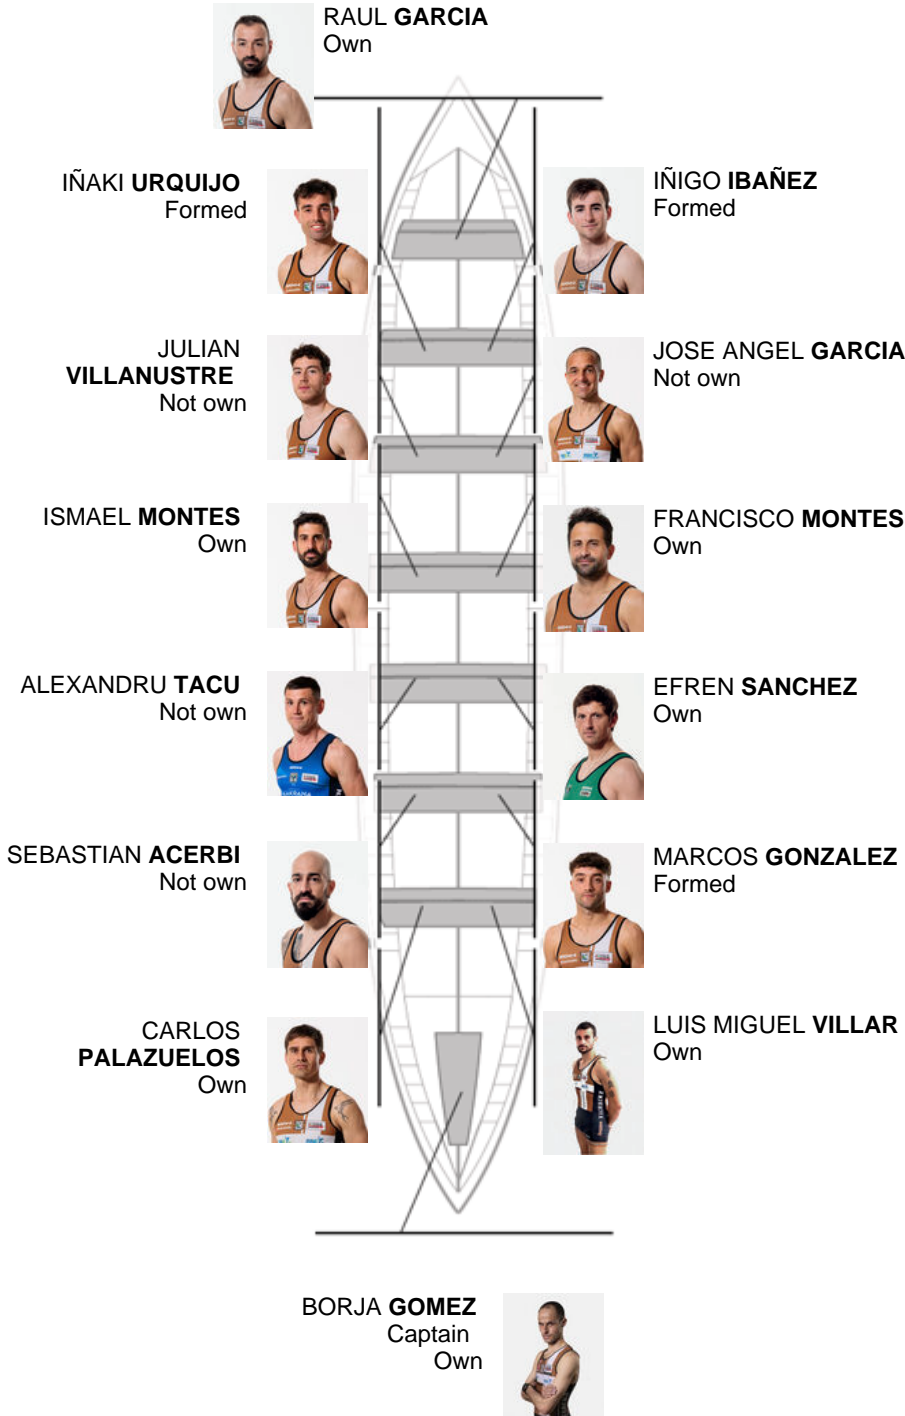 RAUL GARCIA
Own
IÑAKI URQUIJO
Formed
IÑIGO IBAÑEZ
Formed
JULIAN
VILLANUSTRE
Not own
JOSE ANGEL GARCIA
Not own
ISMAEL MONTES
Own
FRANCISCO MONTES
Own
ALEXANDRU TACU
Not own
EFREN SANCHEZ
Own
SEBASTIAN ACERBI
Not own
MARCOS GONZALEZ
Formed
CARLOS
PALAZUELOS
Own
LUIS MIGUEL VILLAR
Own
BORJA GOMEZ
Captain
Own